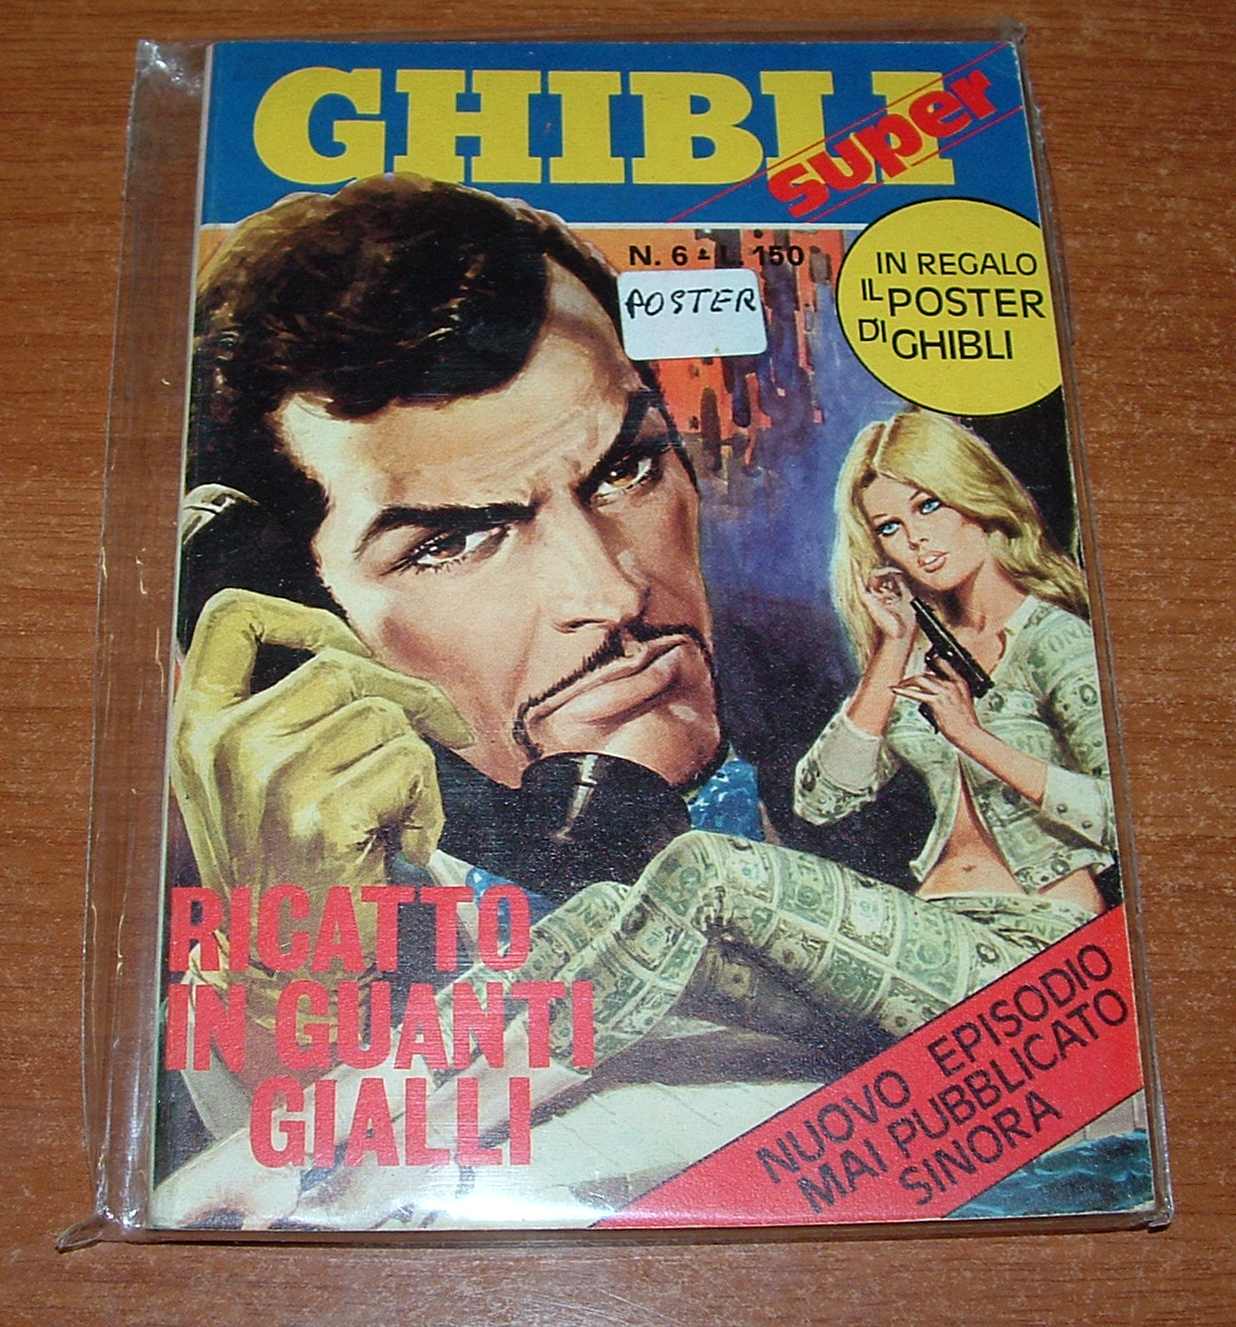 GHIBLI
super
N. 6 - L. 150
POSTER
IN REGALO
IL POSTER
DI GHIBLI
RICATTO
IN GUANTI
GIALLI
NUOVO EPISODIO
MAI PUBBLICATO
SINORA